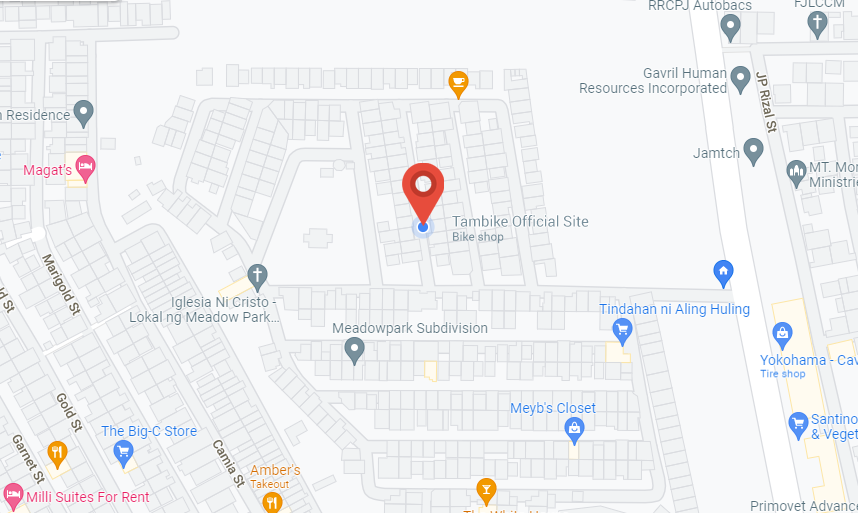 RRCPJ Autobacs
FJLCCM
Gavril Human
Resources Incorporated
JP Rizal St
Residence
Magat's
Jamtch
MT. Mor
Ministrie
Tambike Official Site
Bike shop
Marigold St
Iglesia Ni Cristo -
Lokal ng Meadow Park...
Tindahan ni Aling Huling
Meadowpark Subdivision
Yokohama - Cav
Tire shop
Meyb's Closet
Gold St
Santino
& Veget
The Big-C Store
Garnet St
Camia St
Amber's
Takeout
Milli Suites For Rent
Primovet Advance